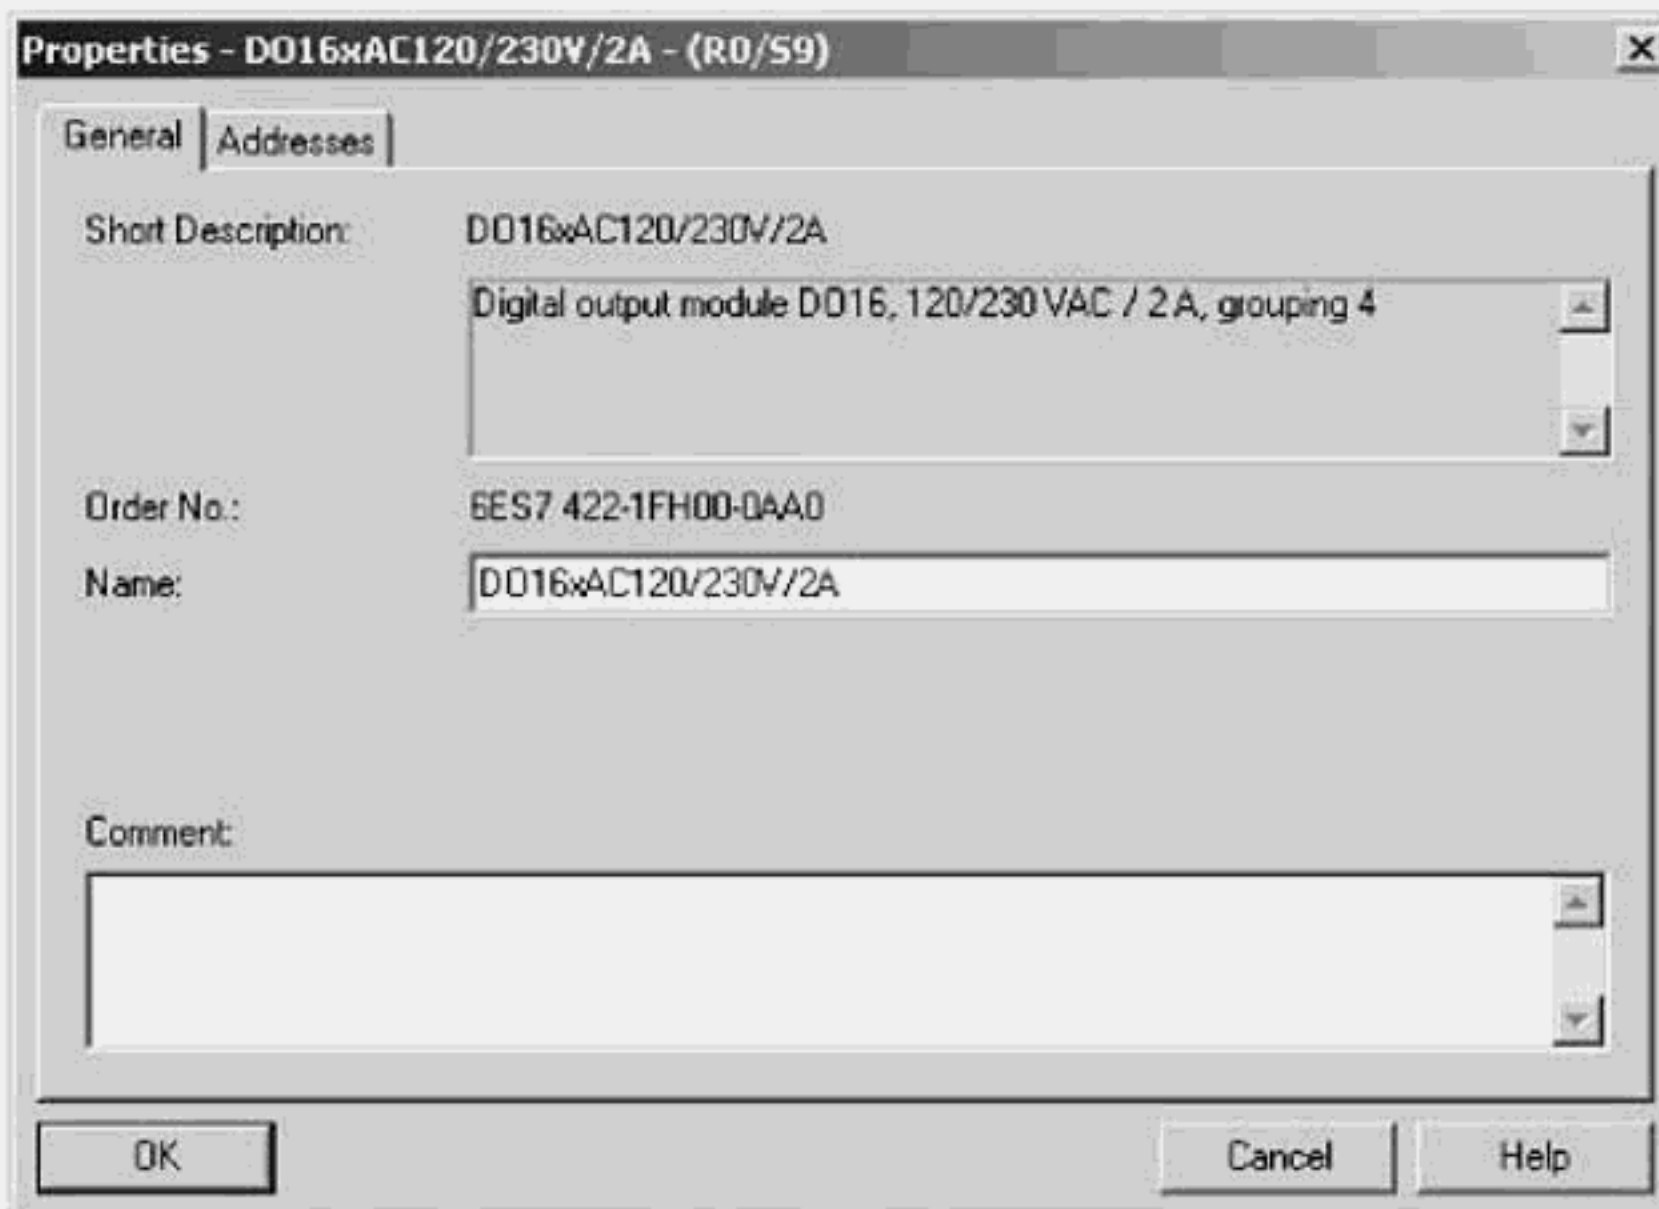 Properties - DO16xAC120/230V/2A - (R0/S9)
General
Addresses
Short Description:
DO16xAC120/230V/2A
Digital output module DO16, 120/230 VAC / 2 A, grouping 4
Order No.:
6ES7 422-1FH00-0AA0
Name:
DO16xAC120/230V/2A
Comment:
OK
Cancel
Help